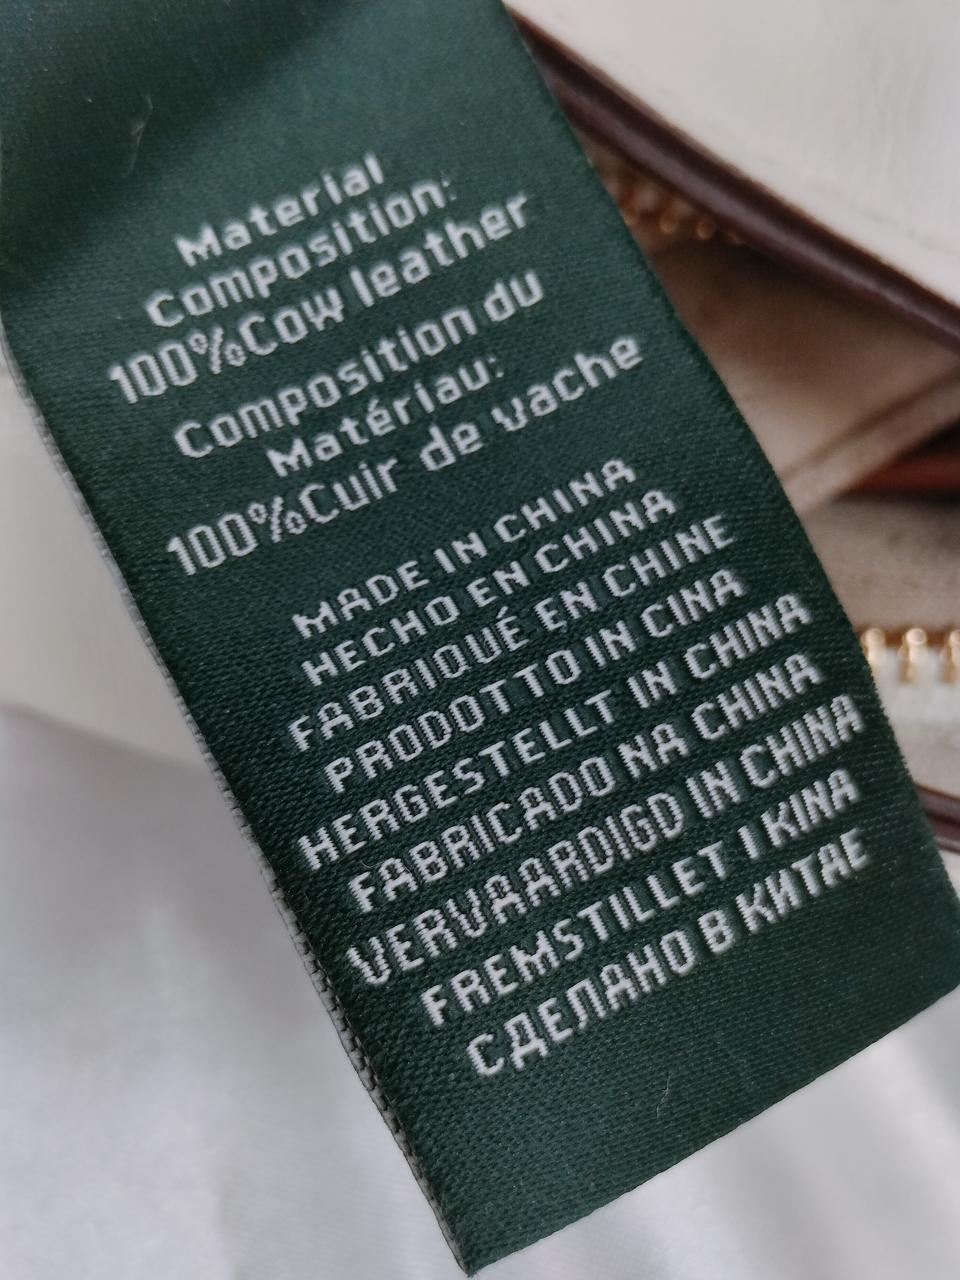 Material
Composition:
100%Cow leather
Composition du
Matériau:
100%Cuir de vache
MADE IN CHINA
HECHO EN CHINA
FABRIQUÉ EN CHINE
PRODOTTO IN CINA
HERGESTELLT IN CHINA
FABRICADO NA CHINA
VERVAARDIGD IN CHINA
FREMSTILLET I KINA
СДЕЛАНО В КИТАЕ